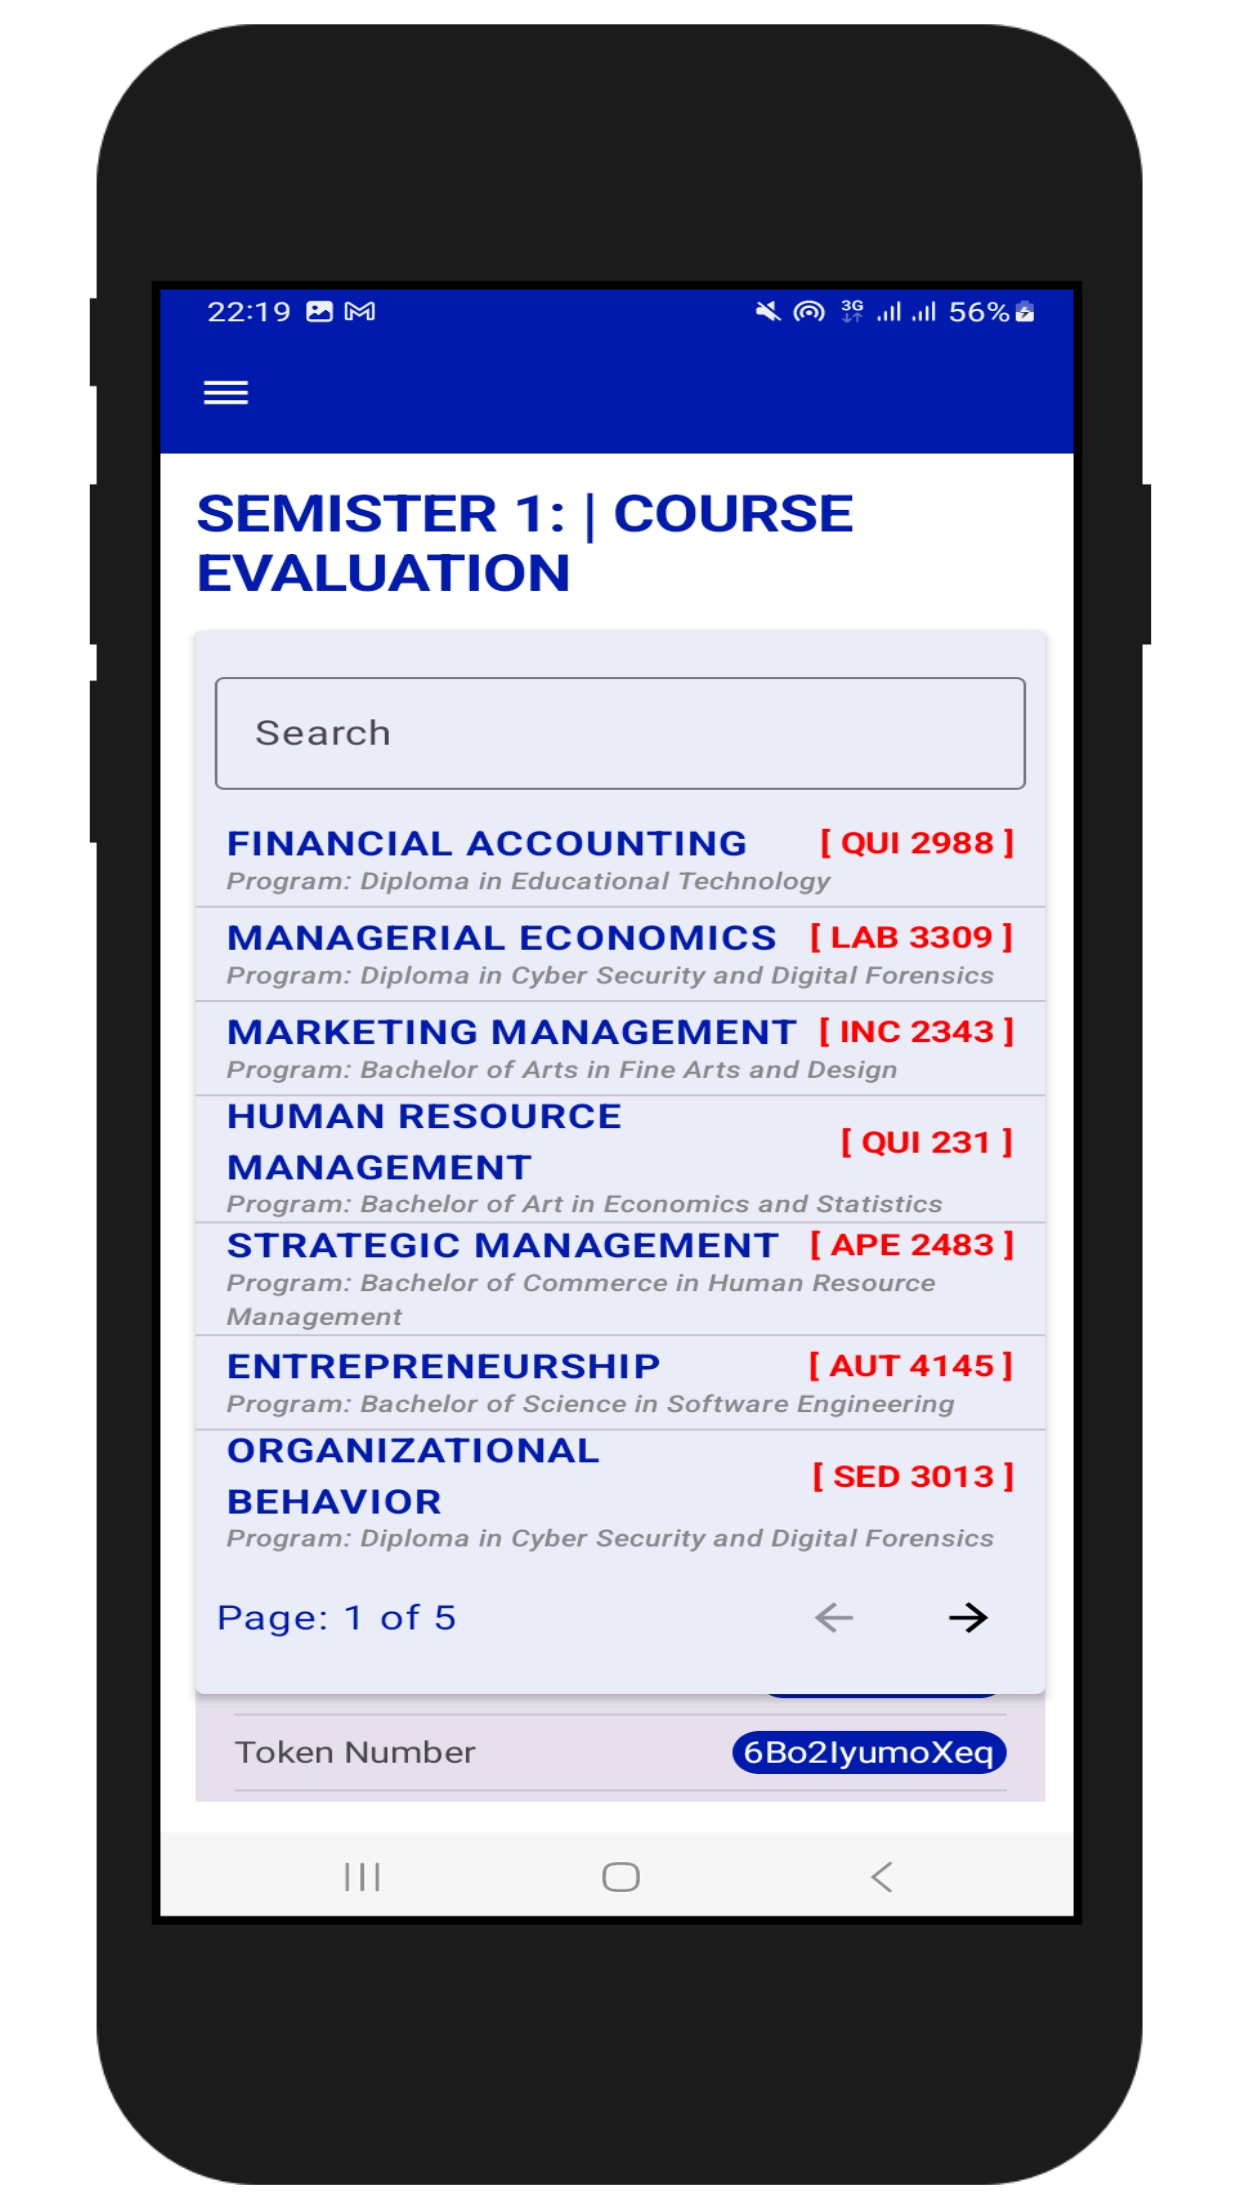 22:19 3G 56%
SEMISTER 1: | COURSE
EVALUATION
Search
FINANCIAL ACCOUNTING [ QUI 2988 ]
Program: Diploma in Educational Technology
MANAGERIAL ECONOMICS [ LAB 3309 ]
Program: Diploma in Cyber Security and Digital Forensics
MARKETING MANAGEMENT [ INC 2343 ]
Program: Bachelor of Arts in Fine Arts and Design
HUMAN RESOURCE
MANAGEMENT [ QUI 231 ]
Program: Bachelor of Art in Economics and Statistics
STRATEGIC MANAGEMENT [ APE 2483 ]
Program: Bachelor of Commerce in Human Resource
Management
ENTREPRENEURSHIP [ AUT 4145 ]
Program: Bachelor of Science in Software Engineering
ORGANIZATIONAL
BEHAVIOR [ SED 3013 ]
Program: Diploma in Cyber Security and Digital Forensics
Page: 1 of 5
Token Number 6Bo2IyumoXeq